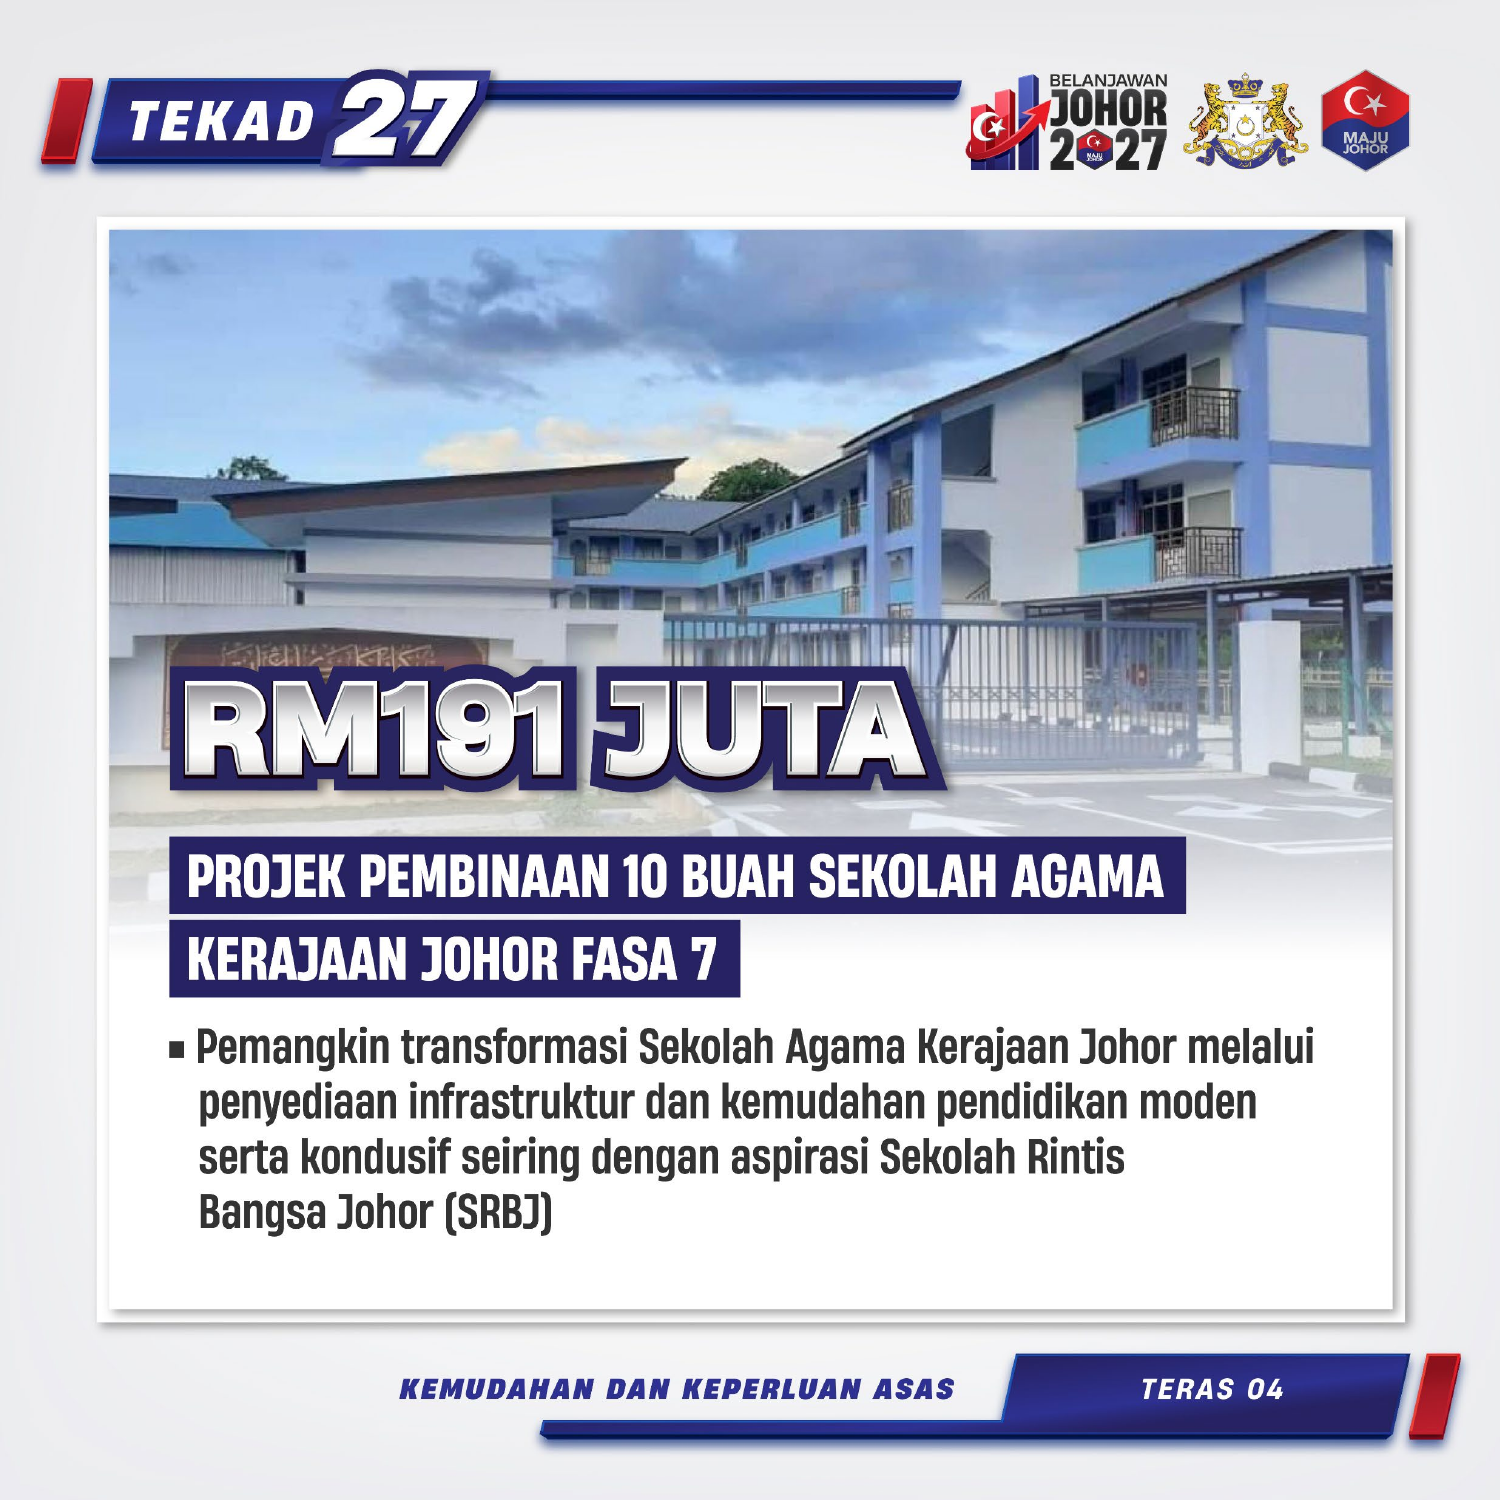 TEKAD 27
BELANJAWAN
JOHOR
2027
MAJU
JOHOR
MAJU
JOHOR
RM191 JUTA
PROJEK PEMBINAAN 10 BUAH SEKOLAH AGAMA
KERAJAAN JOHOR FASA 7
▪ Pemangkin transformasi Sekolah Agama Kerajaan Johor melalui
penyediaan infrastruktur dan kemudahan pendidikan moden
serta kondusif seiring dengan aspirasi Sekolah Rintis
Bangsa Johor (SRBJ)
KEMUDAHAN DAN KEPERLUAN ASAS
TERAS 04